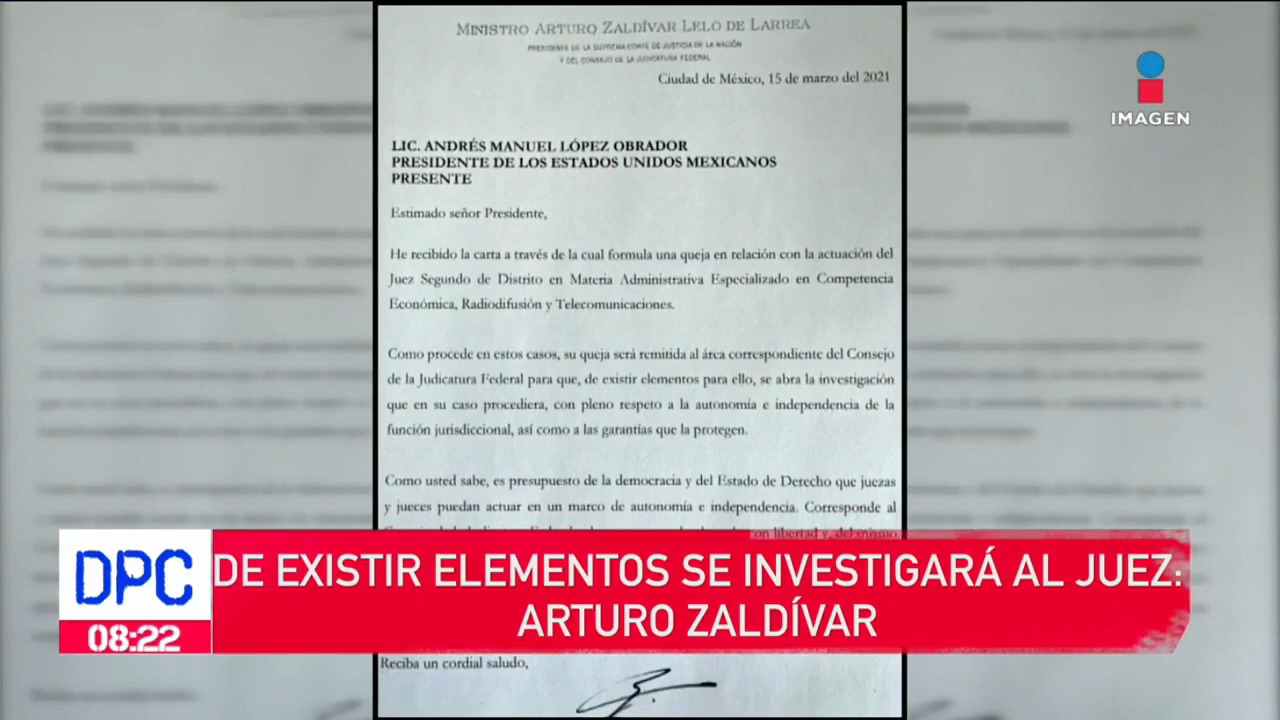 MINISTRO ARTURO ZALDÍVAR LELO DE LARREA
PRESIDENTE DE LA SUPREMA CORTE DE JUSTICIA DE LA NACIÓN
Y DEL CONSEJO DE LA JUDICATURA FEDERAL
Ciudad de México, 15 de marzo del 2021
IMAGEN
LIC. ANDRÉS MANUEL LÓPEZ OBRADOR
PRESIDENTE DE LOS ESTADOS UNIDOS MEXICANOS
PRESENTE
Estimado señor Presidente,
He recibido la carta a través de la cual formula una queja en relación con la actuación del
Juez Segundo de Distrito en Materia Administrativa Especializado en Competencia
Económica, Radiodifusión y Telecomunicaciones.
Como procede en estos casos, su queja será remitida al área correspondiente del Consejo
de la Judicatura Federal para que, de existir elementos para ello, se abra la investigación
que en su caso procediera, con pleno respeto a la autonomía e independencia de la
función jurisdiccional, así como a las garantías que la protegen.
Como usted sabe, es presupuesto de la democracia y del Estado de Derecho que juezas
y jueces puedan actuar en un marco de autonomía e independencia. Corresponde al
con libertad y, del mismo
DPC
08:22
DE EXISTIR ELEMENTOS SE INVESTIGARÁ AL JUEZ:
ARTURO ZALDÍVAR
Reciba un cordial saludo,